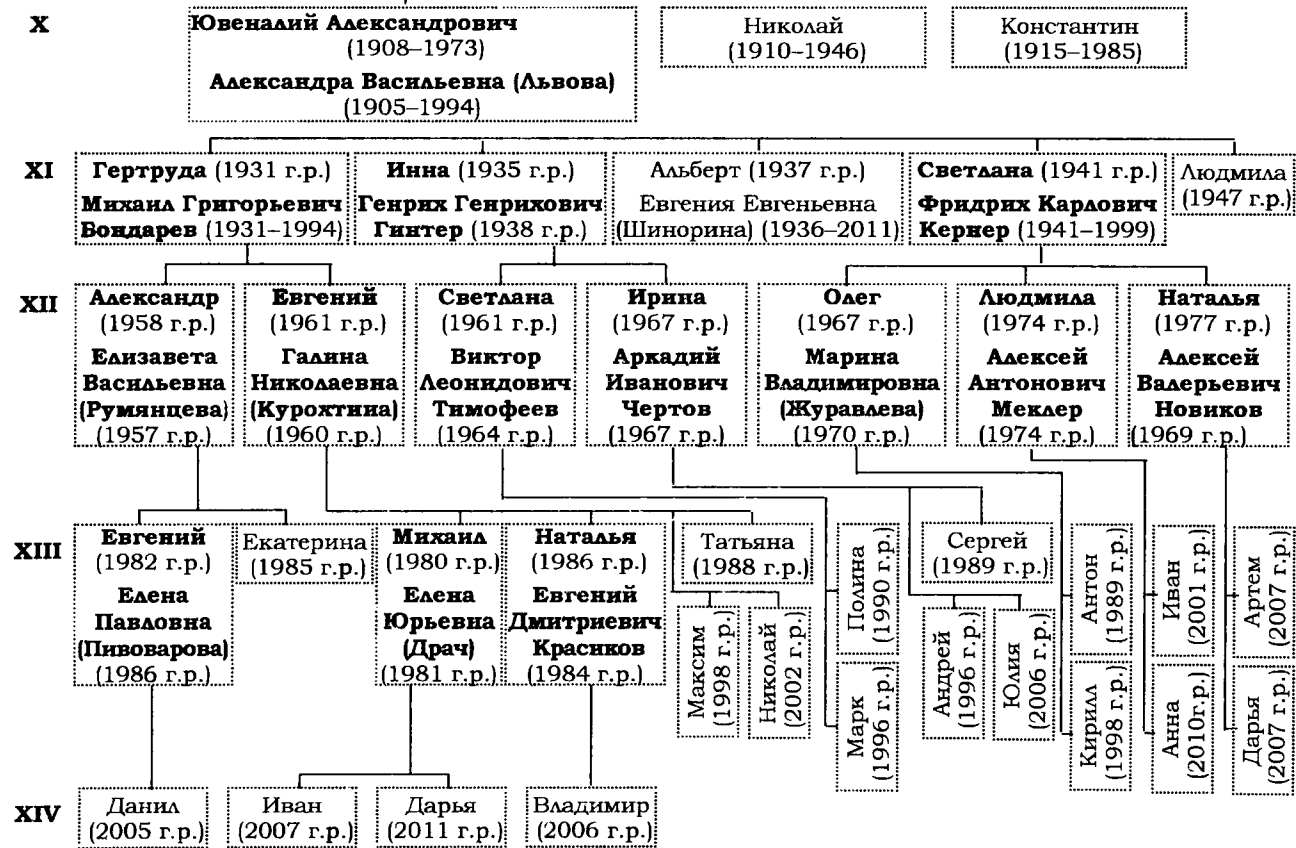 X
Ювеналий Александрович
(1908–1973)
Александра Васильевна (Львова)
(1905–1994)
Николай
(1910–1946)
Константин
(1915–1985)
XI
Гертруда (1931 г.р.)
Михаил Григорьевич
Бондарев (1931–1994)
Инна (1935 г.р.)
Генрих Генрихович
Гинтер (1938 г.р.)
Альберт (1937 г.р.)
Евгения Евгеньевна
(Шинорина) (1936–2011)
Светлана (1941 г.р.)
Фридрих Карлович
Кернер (1941–1999)
Людмила
(1947 г.р.)
XII
Александр
(1958 г.р.)
Елизавета
Васильевна
(Румянцева)
(1957 г.р.)
Евгений
(1961 г.р.)
Галина
Николаевна
(Курохтина)
(1960 г.р.)
Светлана
(1961 г.р.)
Виктор
Леонидович
Тимофеев
(1964 г.р.)
Ирина
(1967 г.р.)
Аркадий
Иванович
Чертов
(1967 г.р.)
Олег
(1967 г.р.)
Марина
Владимировна
(Журавлева)
(1970 г.р.)
Людмила
(1974 г.р.)
Алексей
Антонович
Меклер
(1974 г.р.)
Наталья
(1977 г.р.)
Алексей
Валерьевич
Новиков
(1969 г.р.)
XIII
Евгений
(1982 г.р.)
Елена
Павловна
(Пивоварова)
(1986 г.р.)
Екатерина
(1985 г.р.)
Михаил
(1980 г.р.)
Елена
Юрьевна
(Драч)
(1981 г.р.)
Наталья
(1986 г.р.)
Евгений
Дмитриевич
Красиков
(1984 г.р.)
Татьяна
(1988 г.р.)
Максим
(1998 г.р.)
Николай
(2002 г.р.)
Полина
(1990 г.р.)
Марк
(1996 г.р.)
Сергей
(1989 г.р.)
Андрей
(1996 г.р.)
Юлия
(2006 г.р.)
Антон
(1989 г.р.)
Кирилл
(1998 г.р.)
Иван
(2001 г.р.)
Анна
(2010г.р.)
Артем
(2007 г.р.)
Дарья
(2007 г.р.)
XIV
Данил
(2005 г.р.)
Иван
(2007 г.р.)
Дарья
(2011 г.р.)
Владимир
(2006 г.р.)